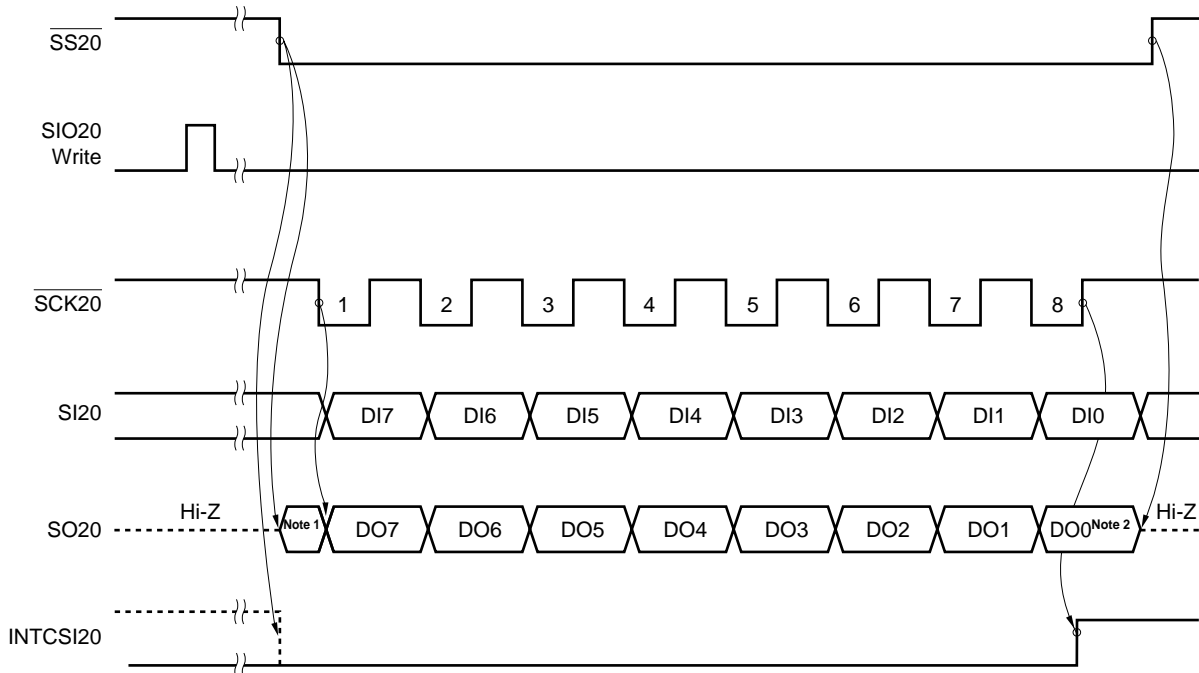 SS20
SIO20
Write
SCK20
1 2 3 4 5 6 7 8
SI20
DI7 DI6 DI5 DI4 DI3 DI2 DI1 DI0
SO20
Hi-Z
Note 1
DO7 DO6 DO5 DO4 DO3 DO2 DO1 DO0 Note 2
Hi-Z
INTCSI20